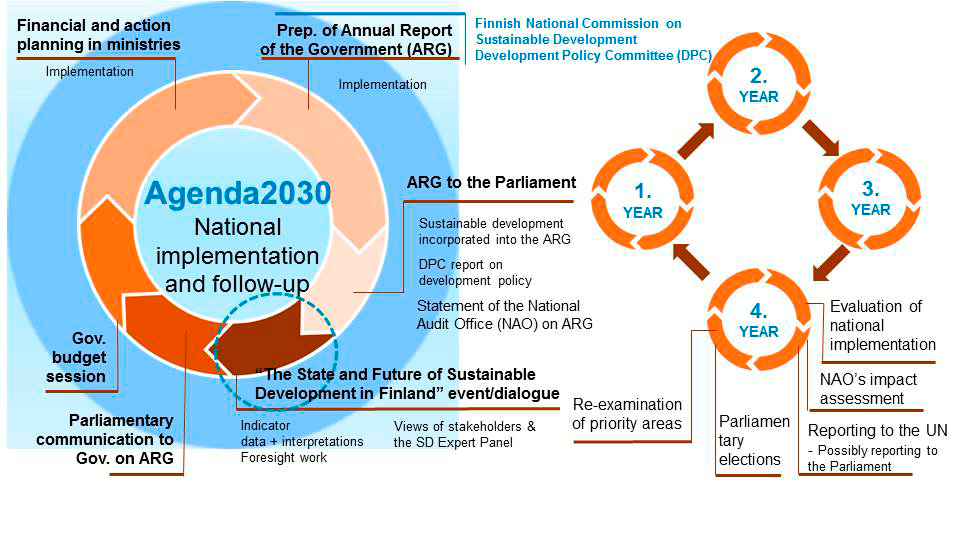 Financial and action
planning in ministries
Implementation
Prep. of Annual Report
of the Government (ARG)
Implementation
Finnish National Commission on
Sustainable Development
Development Policy Committee (DPC)
Agenda2030
National
implementation
and follow-up
ARG to the Parliament
Sustainable development
incorporated into the ARG
DPC report on
development policy
Statement of the National
Audit Office (NAO) on ARG
Gov.
budget
session
"The State and Future of Sustainable
Development in Finland” event/dialogue
Indicator
data + interpretations
Foresight work
Views of stakeholders &
the SD Expert Panel
Parliamentary
communication to
Gov. on ARG
1.
YEAR
2.
YEAR
3.
YEAR
4.
YEAR
Re-examination
of priority areas
Parliamen
tary
elections
Evaluation of
national
implementation
NAO's impact
assessment
Reporting to the UN
- Possibly reporting to
the Parliament